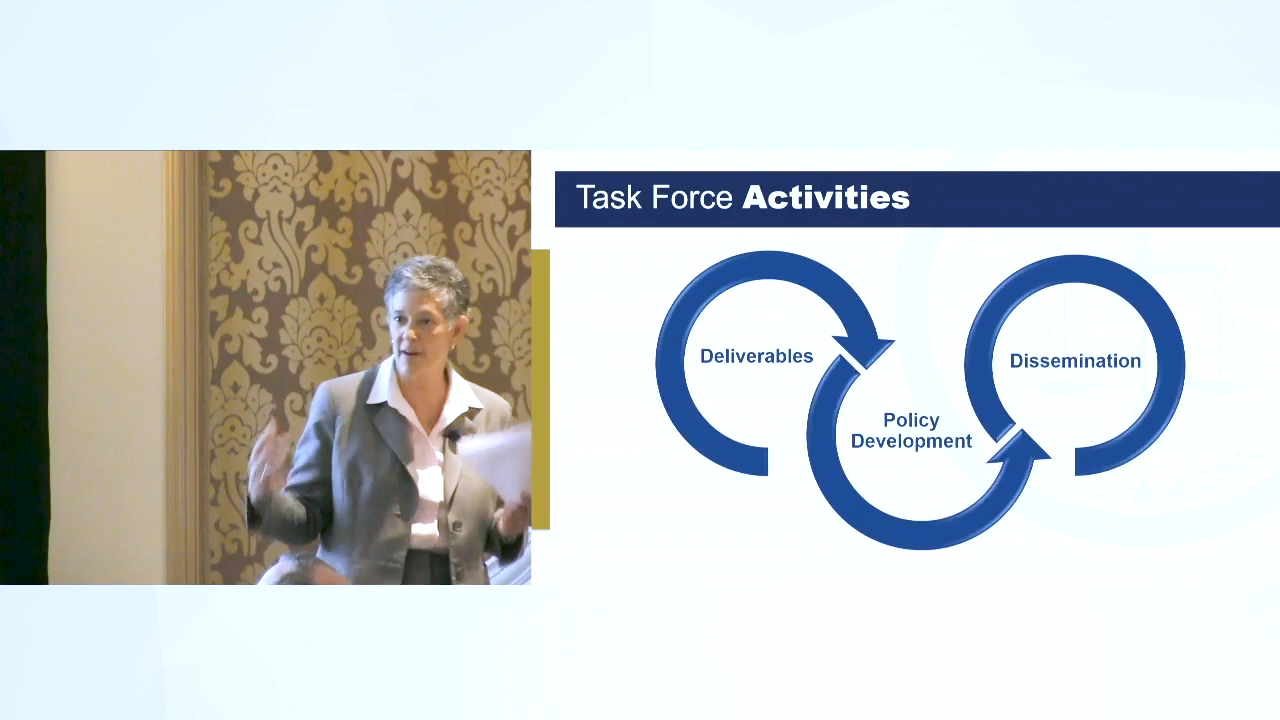 Task Force Activities
Deliverables
Policy
Development
Dissemination